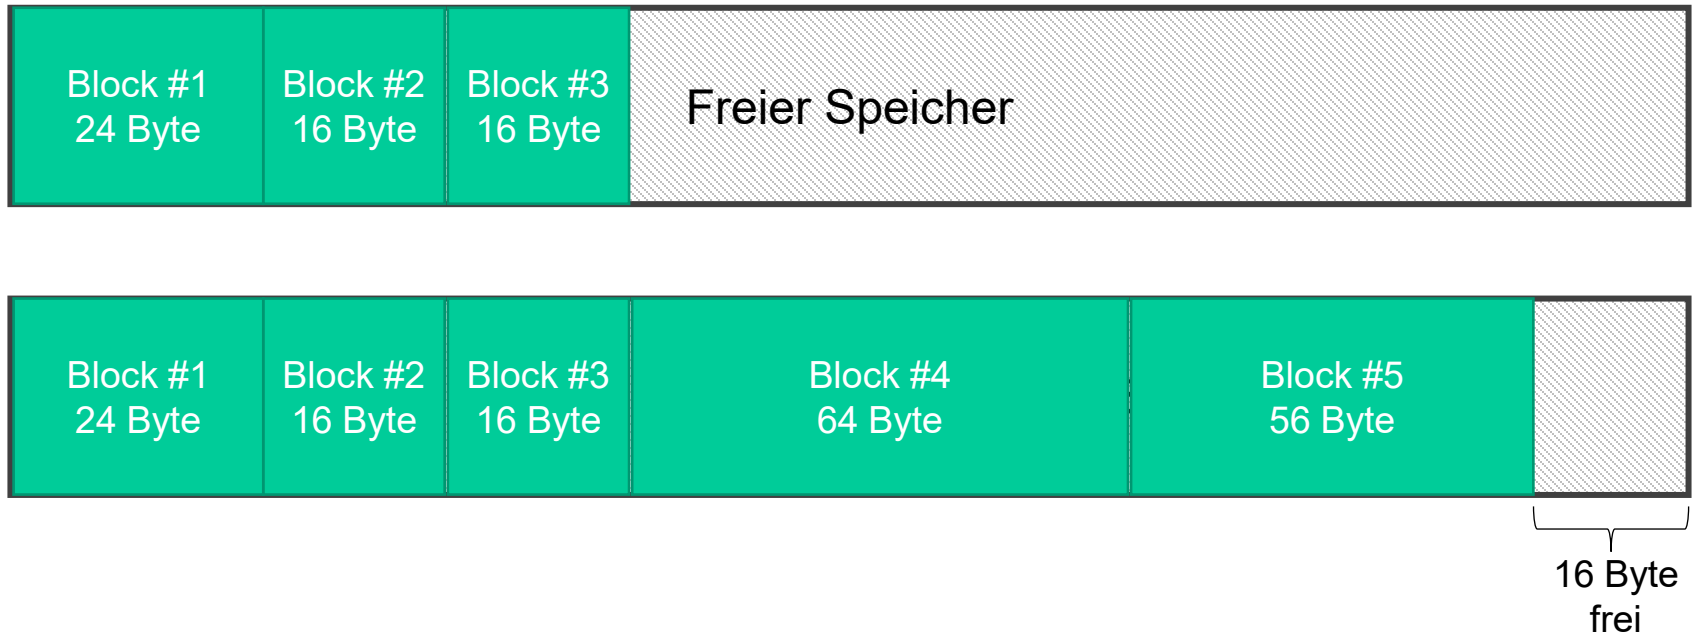 Block #1
24 Byte
Block #2
16 Byte
Block #3
16 Byte
Freier Speicher
Block #1
24 Byte
Block #2
16 Byte
Block #3
16 Byte
Block #4
64 Byte
Block #5
56 Byte
16 Byte
frei